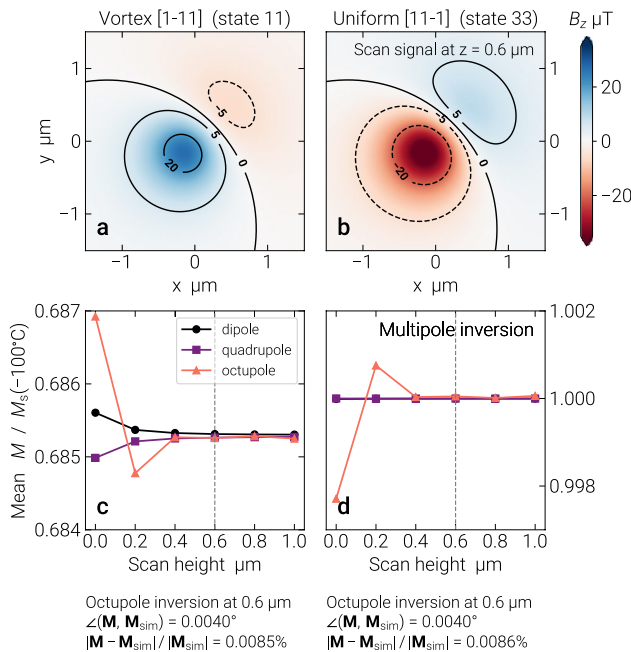 Vortex [1-11] (state 11)
Uniform [11-1] (state 33)
B_z µT
Scan signal at z = 0.6 µm
y µm
1
0
−1
−5
5
0
20
a
−5
5
0
20
b
20
0
−20
−1 0 1
x µm
−1 0 1
x µm
Mean M / M_S(−100°C)
0.687
0.686
0.685
0.684
dipole
quadrupole
octupole
c
Multipole inversion
1.002
1.000
0.998
d
0.0 0.2 0.4 0.6 0.8 1.0
Scan height µm
0.0 0.2 0.4 0.6 0.8 1.0
Scan height µm
Octupole inversion at 0.6 µm
∠(M, M_sim) = 0.0040°
|M − M_sim| / |M_sim| = 0.0085%
Octupole inversion at 0.6 µm
∠(M, M_sim) = 0.0040°
|M − M_sim| / |M_sim| = 0.0086%